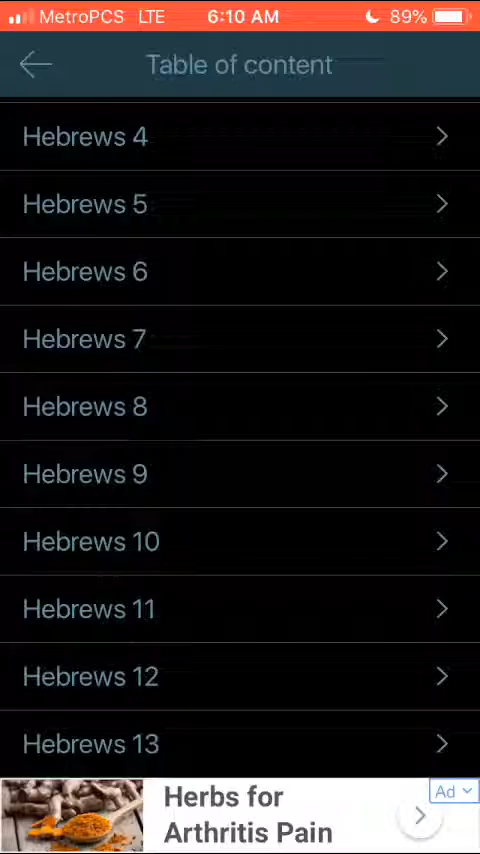 MetroPCS LTE 6:10 AM 89%
Table of content
Hebrews 4
Hebrews 5
Hebrews 6
Hebrews 7
Hebrews 8
Hebrews 9
Hebrews 10
Hebrews 11
Hebrews 12
Hebrews 13
Ad
Herbs for
Arthritis Pain